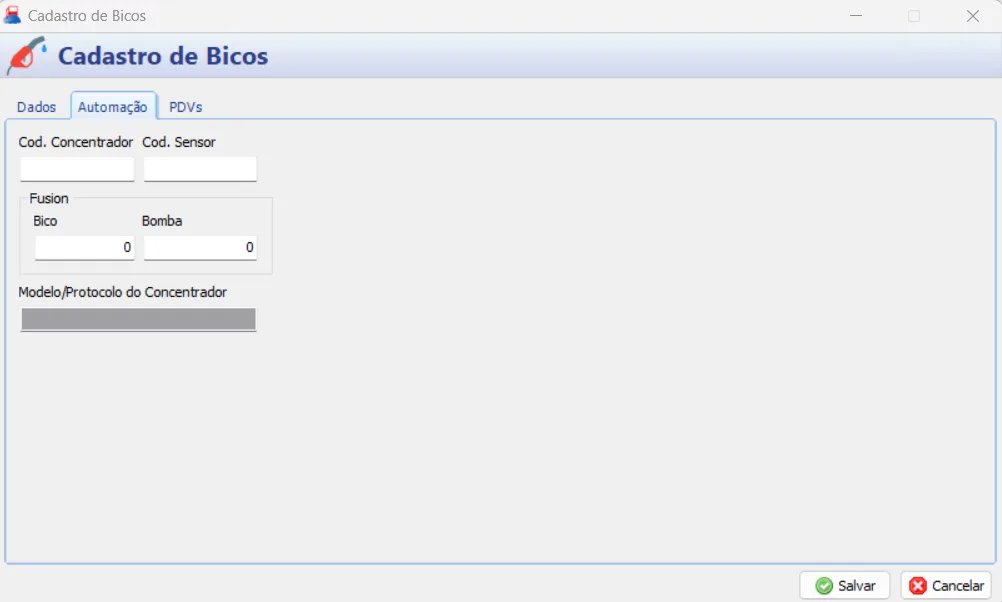 Cadastro de Bicos
Cadastro de Bicos
Dados Automação PDVs
Cod. Concentrador Cod. Sensor
Fusion
Bico Bomba
0 0
Modelo/Protocolo do Concentrador
Salvar Cancelar